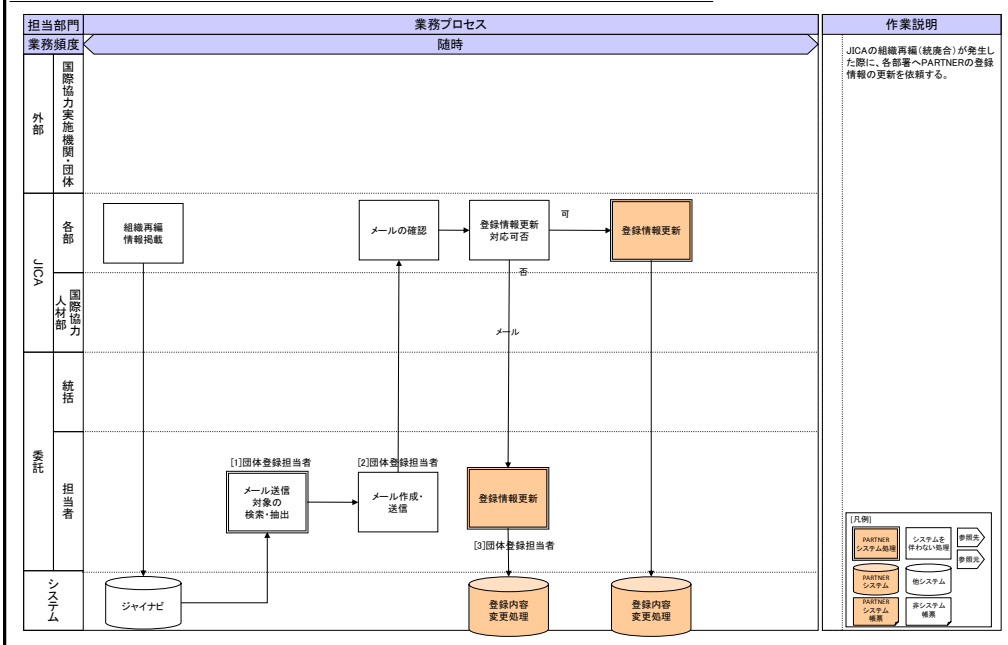 担当部門
業務プロセス
作業説明
業務頻度
随時
JICAの組織再編(統廃合)が発生し
た際に、各部署へPARTNERの登録
情報の更新を依頼する。
外部
国際協力実施機関・団体
JICA
各部
組織再編
情報掲載
メールの確認
登録情報更新
対応可否
可
登録情報更新
否
国際協力
人材部
メール
委託
統括
担当者
[1]団体登録担当者
メール送信
対象の
検索・抽出
[2]団体登録担当者
メール作成・
送信
登録情報更新
[3]団体登録担当者
システム
ジャイナビ
登録内容
変更処理
登録内容
変更処理
[凡例]
PARTNER
システム処理
システムを
伴わない処理
参照先
参照元
PARTNER
システム
他システム
PARTNER
システム
帳票
非システム
帳票